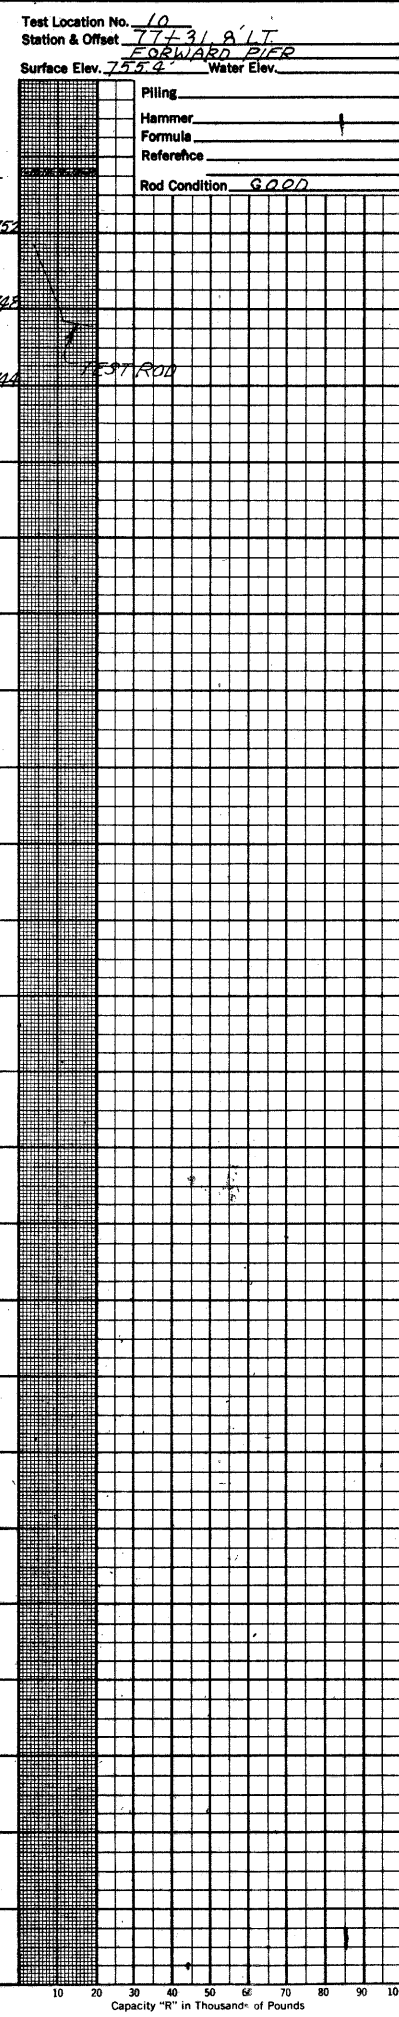 Test Location No. 10
Station & Offset 77+31, 8' LT.
FORWARD PIER
Surface Elev. 755.4' Water Elev.
Piling
Hammer
Formula
Reference
Rod Condition GOOD
752
748
TEST ROD
744
10 20 30 40 50 60 70 80 90 10
Capacity "R" in Thousands of Pounds